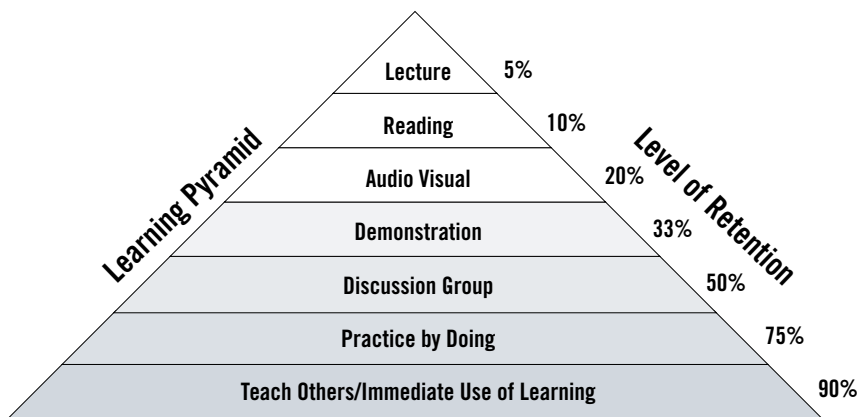 Learning Pyramid
Level of Retention
Lecture 5%
Reading 10%
Audio Visual 20%
Demonstration 33%
Discussion Group 50%
Practice by Doing 75%
Teach Others/Immediate Use of Learning 90%